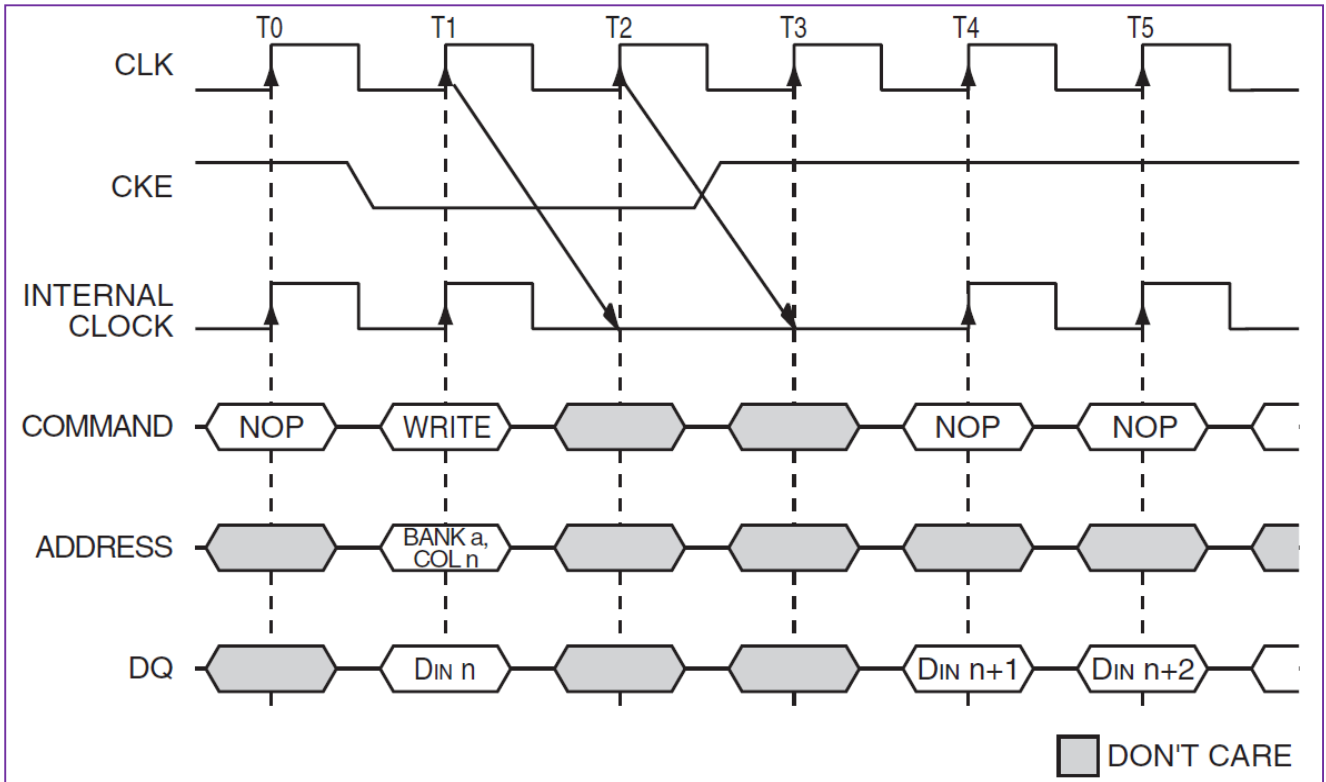 T0 T1 T2 T3 T4 T5
CLK
CKE
INTERNAL
CLOCK
COMMAND NOP WRITE NOP NOP
ADDRESS BANK a,
COL n
DQ DIN n DIN n+1 DIN n+2
DON'T CARE